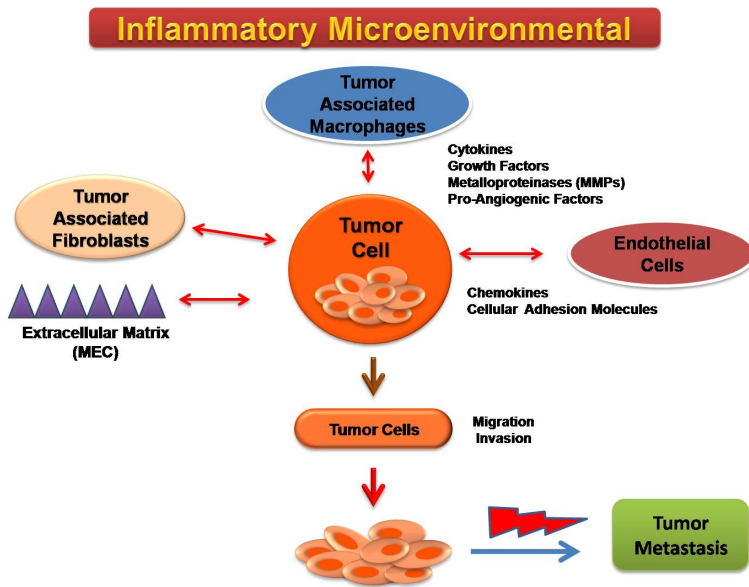 Inflammatory Microenvironmental
Tumor
Associated
Macrophages
Cytokines
Growth Factors
Metalloproteinases (MMPs)
Pro-Angiogenic Factors
Tumor
Associated
Fibroblasts
Tumor
Cell
Endothelial
Cells
Extracellular Matrix
(MEC)
Chemokines
Cellular Adhesion Molecules
Tumor Cells
Migration
Invasion
Tumor
Metastasis